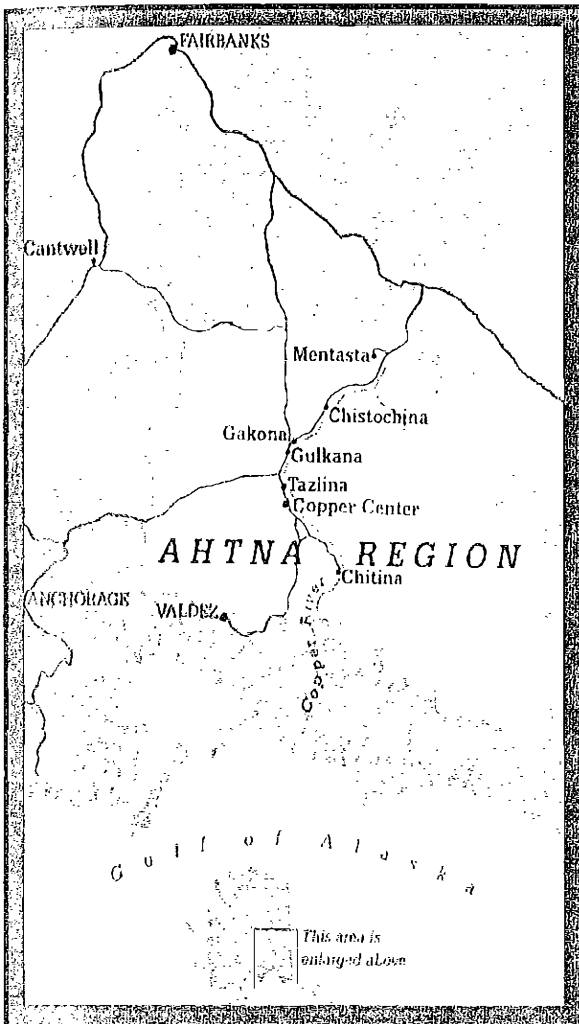 FAIRBANKS
Cantwell
Mentasta
Chistochina
Gakona
Gulkana
Tazlina
Copper Center
AHTNA REGION
Chitina
ANCHORAGE
VALDEZ
Copper River
Gulf of Alaska
This area is
enlarged above